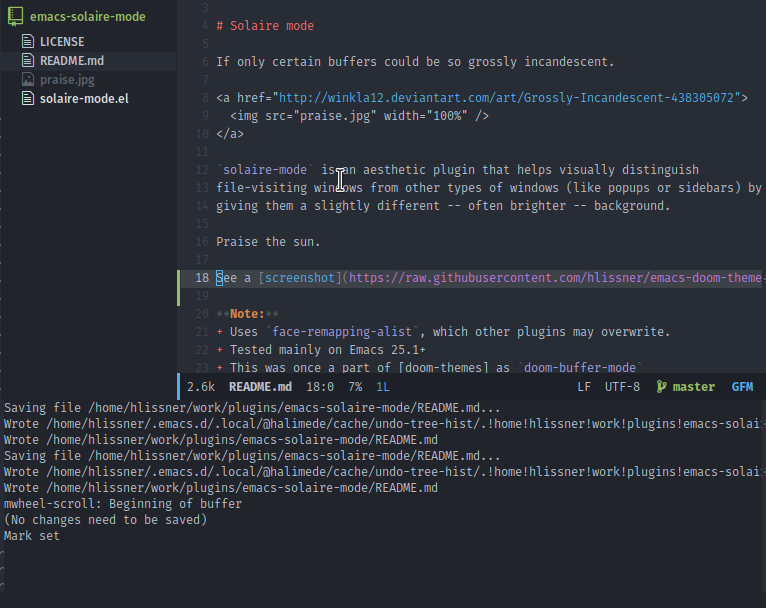 emacs-solaire-mode
LICENSE
README.md
praise.jpg
solaire-mode.el
3
4 # Solaire mode
5
6 If only certain buffers could be so grossly incandescent.
7
8 <a href="http://winkla12.deviantart.com/art/Grossly-Incandescent-438305072">
9 <img src="praise.jpg" width="100%" />
10 </a>
11
12 `solaire-mode` is an aesthetic plugin that helps visually distinguish
13 file-visiting windows from other types of windows (like popups or sidebars) by
14 giving them a slightly different -- often brighter -- background.
15
16 Praise the sun.
17
18 See a [screenshot](https://raw.githubusercontent.com/hlissner/emacs-doom-theme
19
20 **Note:**
21 + Uses `face-remapping-alist`, which other plugins may overwrite.
22 + Tested mainly on Emacs 25.1+
23 + This was once a part of [doom-themes] as `doom-buffer-mode`
2.6k README.md 18:0 7% 1L LF UTF-8 master GFM
Saving file /home/hlissner/work/plugins/emacs-solaire-mode/README.md...
Wrote /home/hlissner/.emacs.d/.local/@halimede/cache/undo-tree-hist/.!home!hlissner!work!plugins!emacs-solai
Wrote /home/hlissner/work/plugins/emacs-solaire-mode/README.md
Saving file /home/hlissner/work/plugins/emacs-solaire-mode/README.md...
Wrote /home/hlissner/.emacs.d/.local/@halimede/cache/undo-tree-hist/.!home!hlissner!work!plugins!emacs-solai
Wrote /home/hlissner/work/plugins/emacs-solaire-mode/README.md
mwheel-scroll: Beginning of buffer
(No changes need to be saved)
Mark set